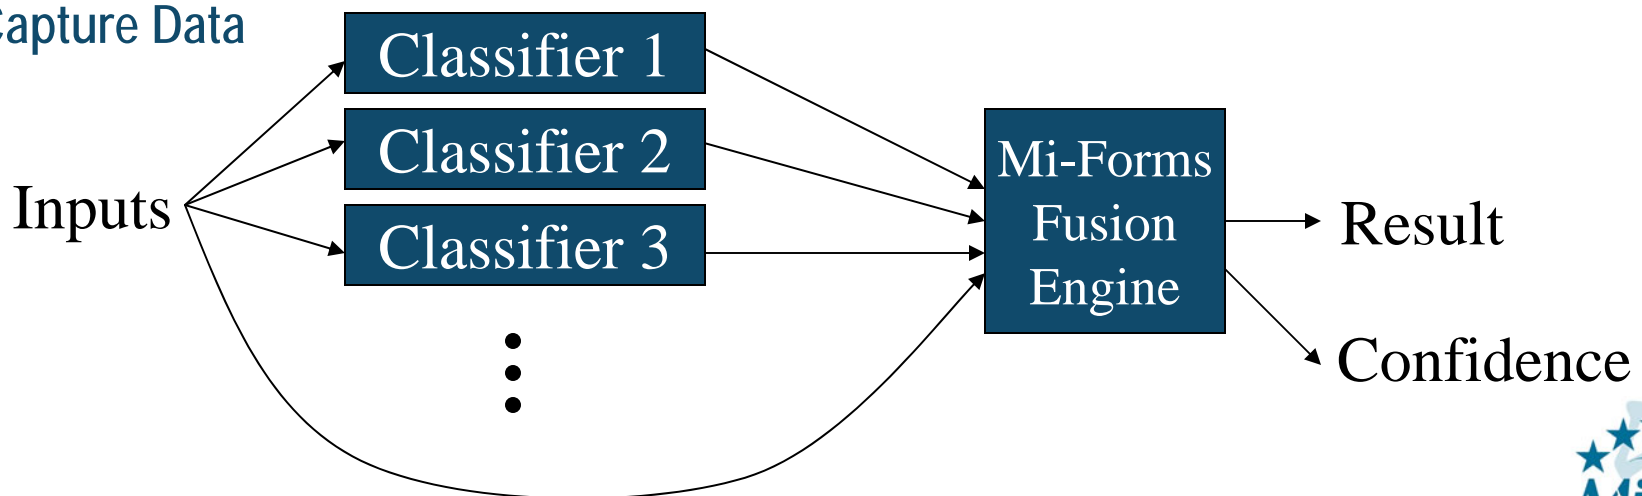 Capture Data
Classifier 1
Classifier 2
Classifier 3
Inputs
Mi-Forms
Fusion
Engine
Result
Confidence